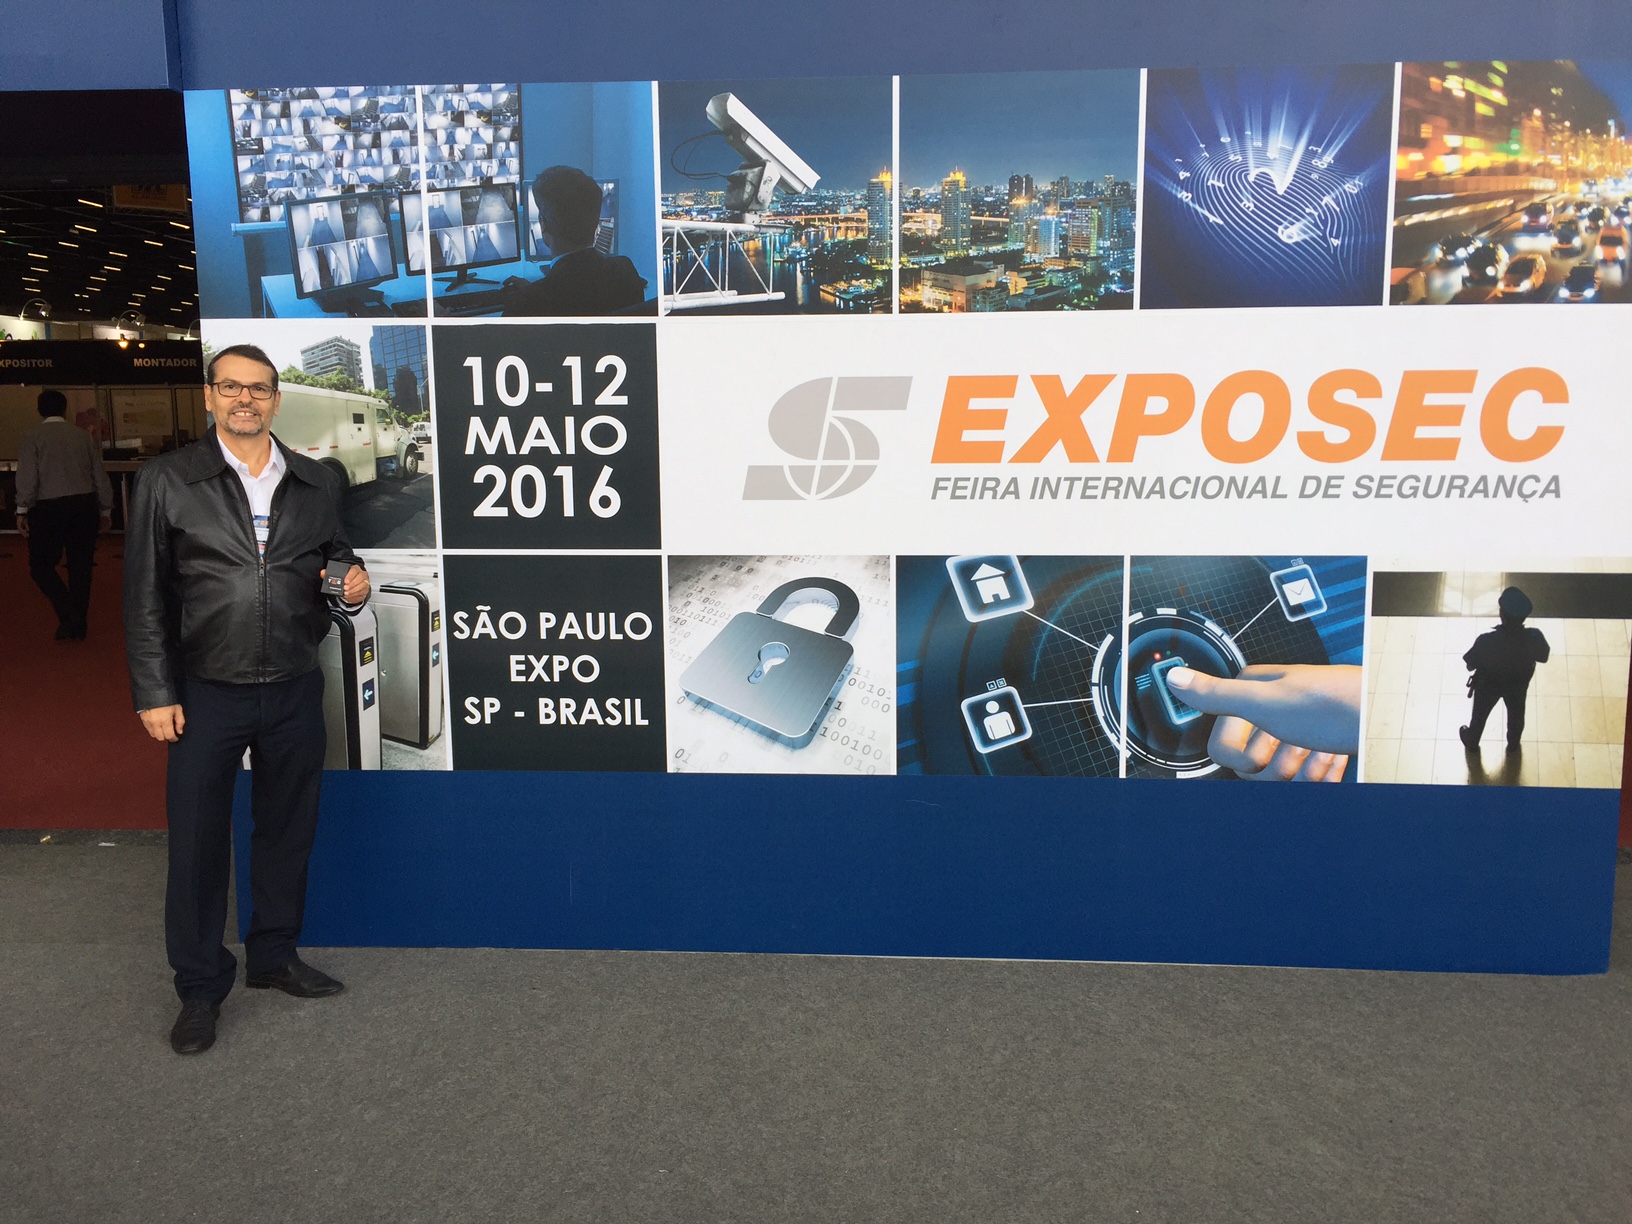 EXPOSITOR
MONTADOR
10-12
MAIO
2016
EXPOSEC
FEIRA INTERNACIONAL DE SEGURANÇA
SÃO PAULO
EXPO
SP - BRASIL